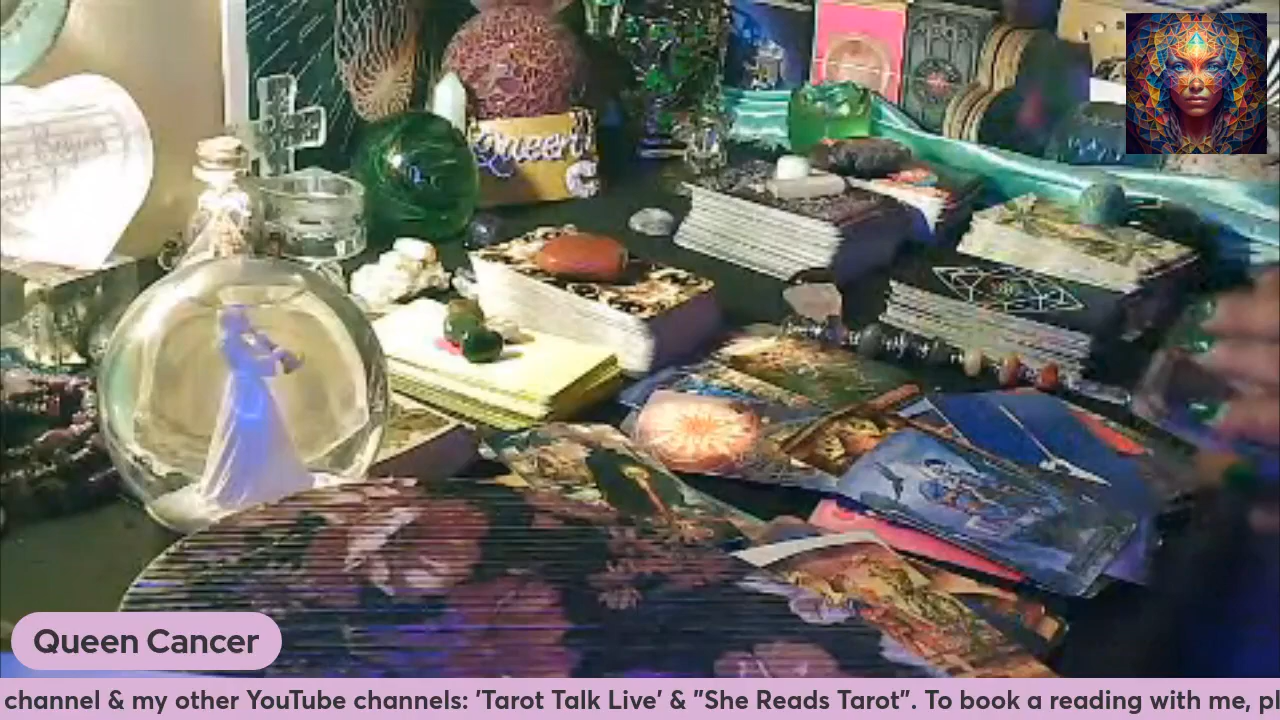 Queen
Queen Cancer
channel & my other YouTube channels: 'Tarot Talk Live' & "She Reads Tarot". To book a reading with me, pl